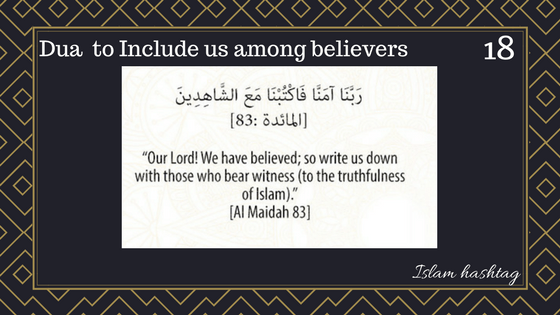 Dua to Include us among believers
18
رَبَّنَا آمَنَّا فَاكْتُبْنَا مَعَ الشَّاهِدِينَ
[المائدة :83]
“Our Lord! We have believed; so write us down
with those who bear witness (to the truthfulness
of Islam).”
[Al Maidah 83]
Islam hashtag